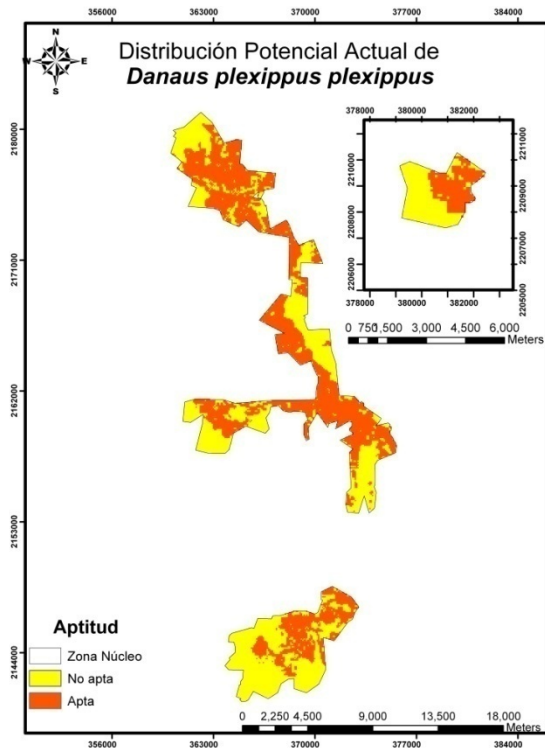 356000 363000 370000 377000 384000
N
W E
S
Distribución Potencial Actual de
Danaus plexippus plexippus
378000 380000 382000
2211000
2210000
2209000
2208000
2207000
2206000
2205000
2210000
2208000
2206000
378000 380000 382000
0 750 1,500 3,000 4,500 6,000
Meters
2180000
2171000
2162000
2153000
2144000
Aptitud
Zona Núcleo
No apta
Apta
0 2,250 4,500 9,000 13,500 18,000
Meters
356000 363000 370000 377000 384000